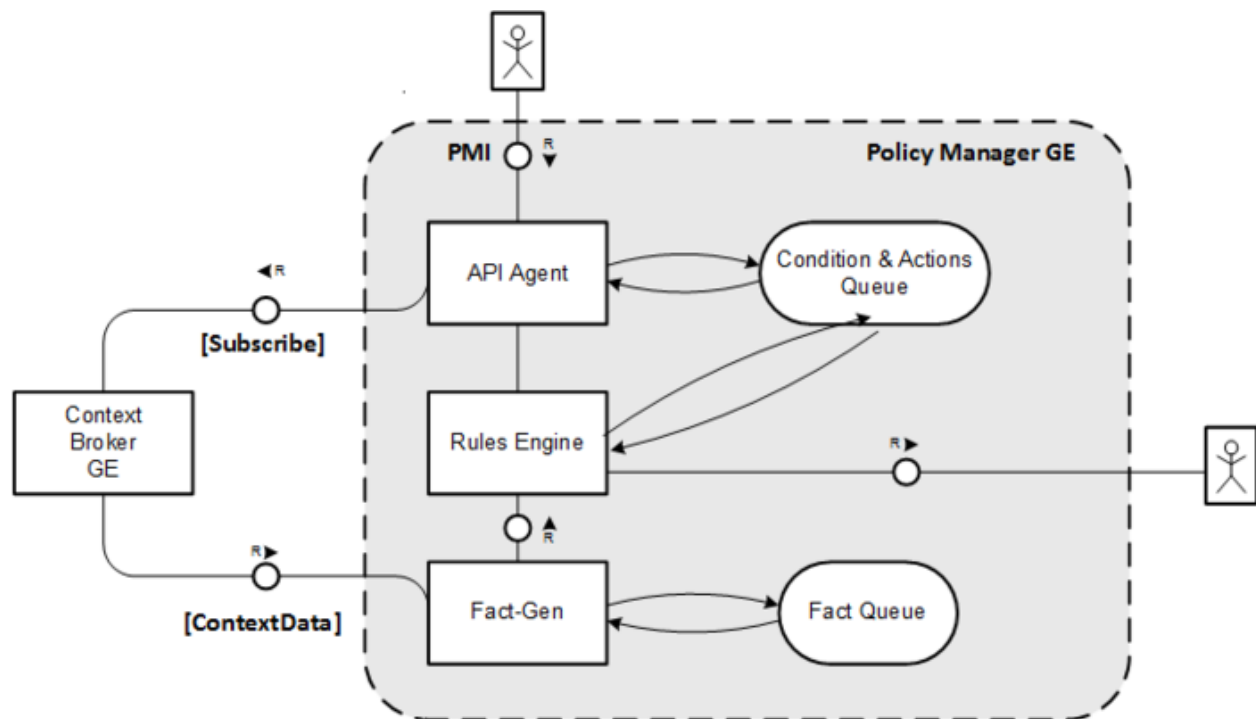 R
PMI
Policy Manager GE
API Agent
Condition & Actions
Queue
R
[Subscribe]
Context
Broker
GE
Rules Engine
R
R
R
[ContextData]
Fact-Gen
Fact Queue